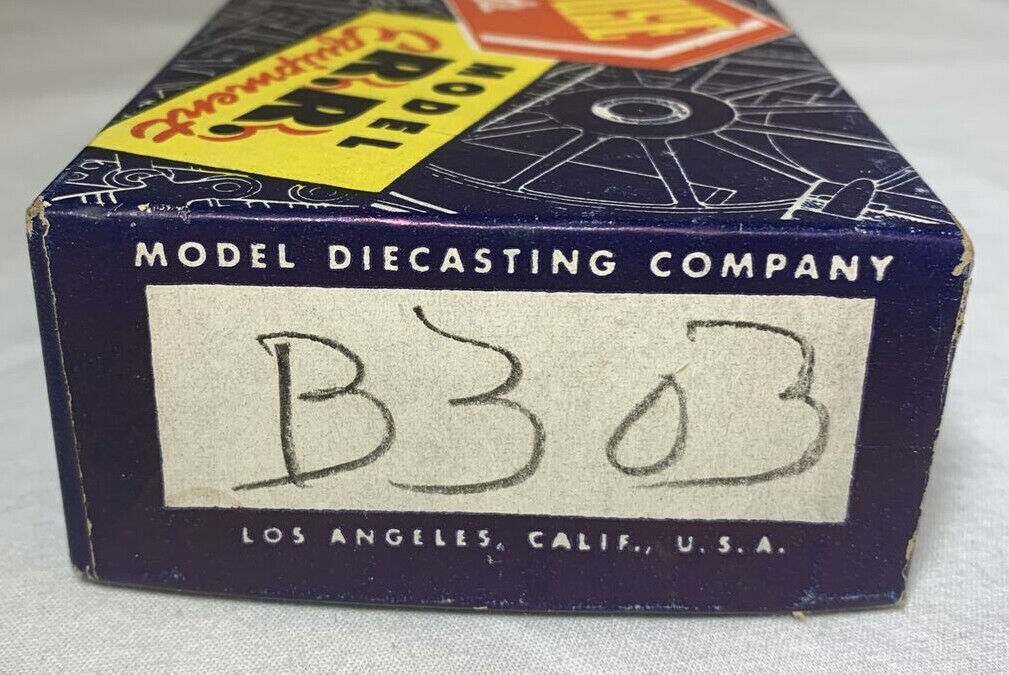 MODEL
R.R.
Equipment
MODEL DIECASTING COMPANY
B303
LOS ANGELES, CALIF., U.S.A.